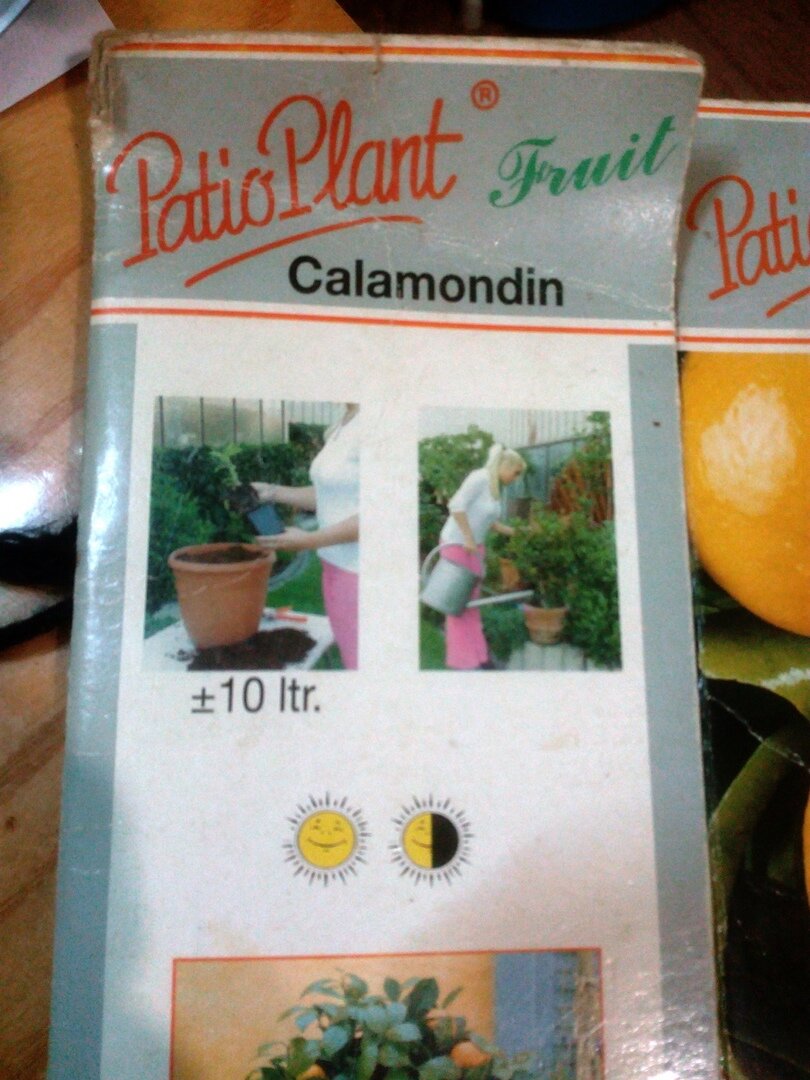 PatioPlant® Fruit
Calamondin
±10 ltr.
Patio